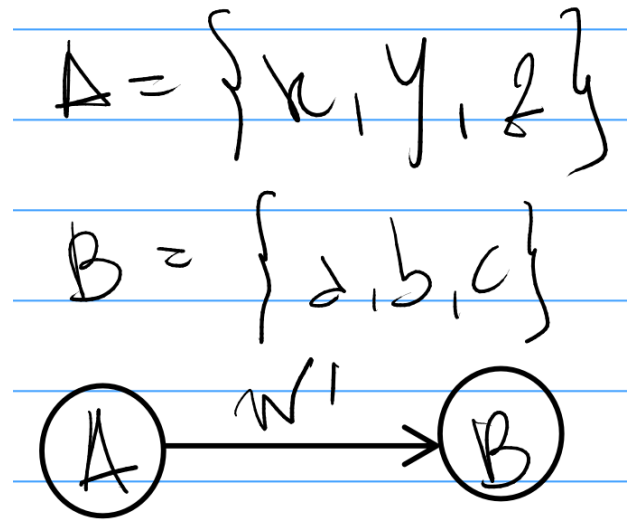 A = {x, y, z}
B = {a, b, c}
W1
A B